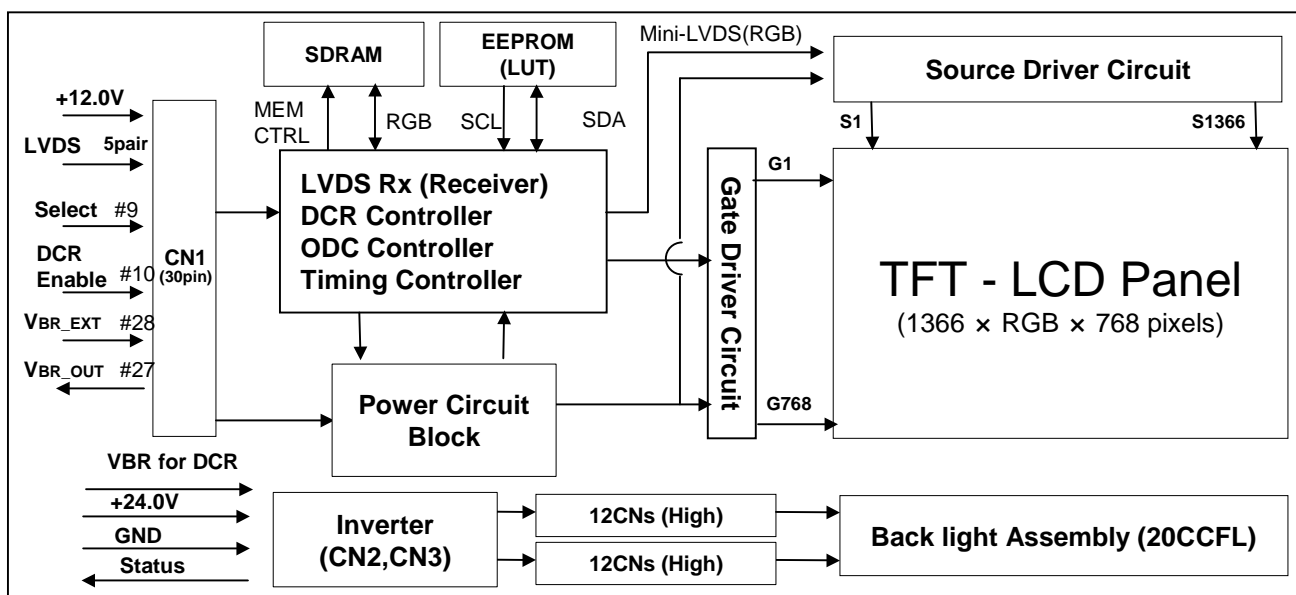 SDRAM
EEPROM
(LUT)
Mini-LVDS(RGB)
Source Driver Circuit
+12.0V
LVDS 5pair
Select #9
DCR
Enable #10
VBR_EXT #28
VBR_OUT #27
CN1
(30pin)
MEM
CTRL
RGB
SCL
SDA
S1
S1366
LVDS Rx (Receiver)
DCR Controller
ODC Controller
Timing Controller
Gate Driver Circuit
G1
G768
TFT - LCD Panel
(1366 × RGB × 768 pixels)
Power Circuit
Block
VBR for DCR
+24.0V
GND
Status
Inverter
(CN2,CN3)
12CNs (High)
12CNs (High)
Back light Assembly (20CCFL)